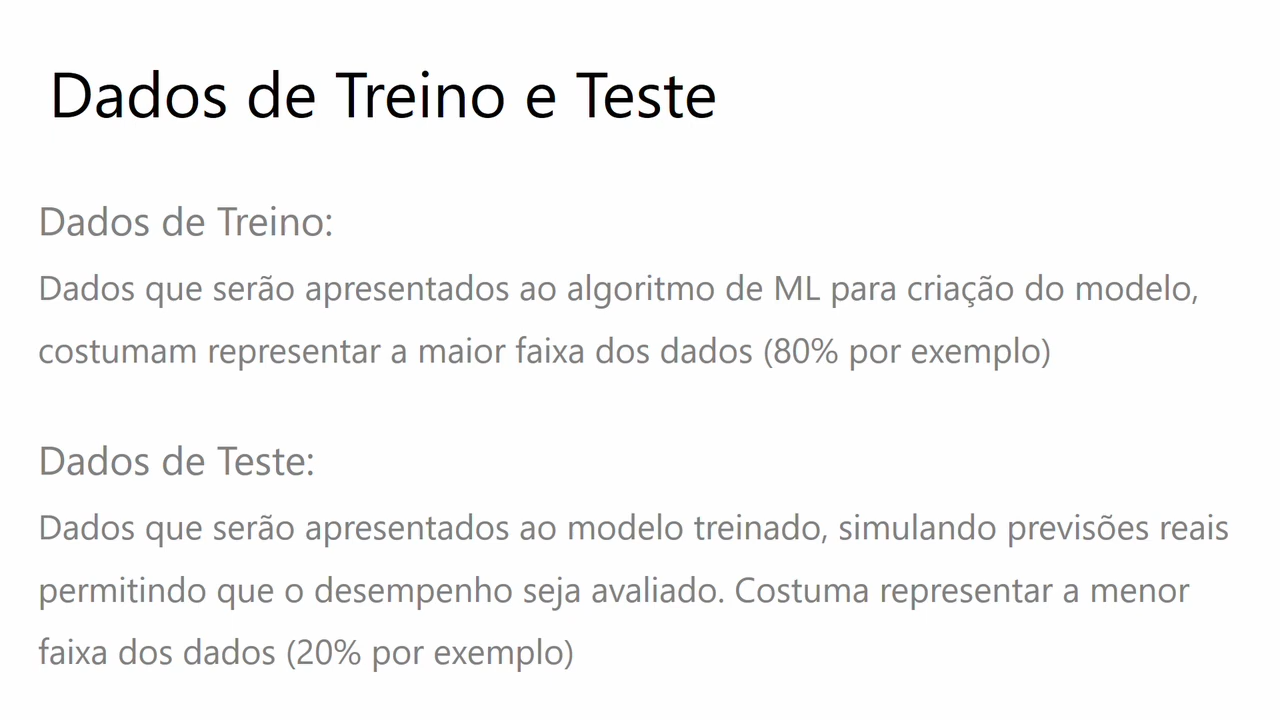 Dados de Treino e Teste
Dados de Treino:
Dados que serão apresentados ao algoritmo de ML para criação do modelo,
costumam representar a maior faixa dos dados (80% por exemplo)
Dados de Teste:
Dados que serão apresentados ao modelo treinado, simulando previsões reais
permitindo que o desempenho seja avaliado. Costuma representar a menor
faixa dos dados (20% por exemplo)